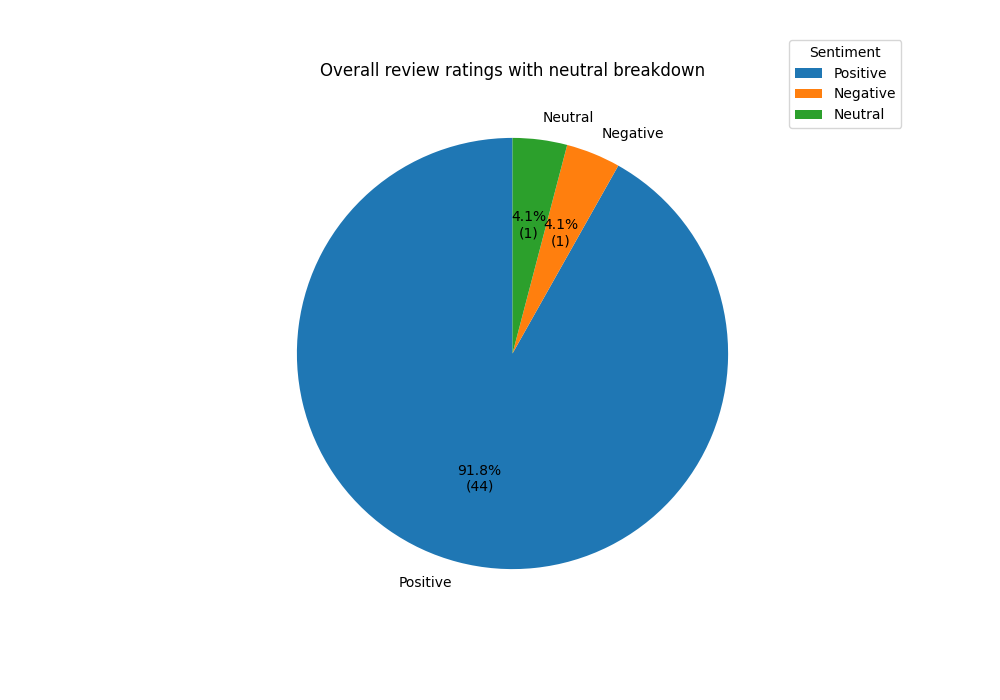 Sentiment
Positive
Negative
Neutral
Overall review ratings with neutral breakdown
Neutral
Negative
4.1%
(1)
4.1%
(1)
91.8%
(44)
Positive